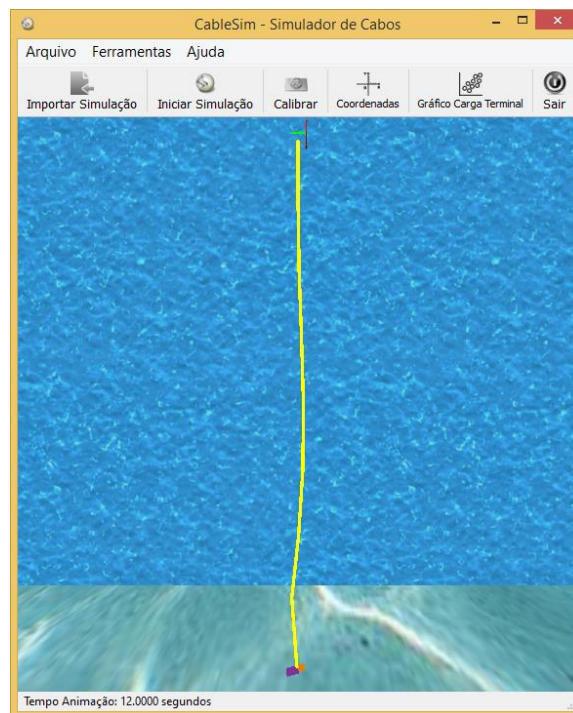 CableSim - Simulador de Cabos
Arquivo Ferramentas Ajuda
Importar Simulação Iniciar Simulação Calibrar Coordenadas Gráfico Carga Terminal Sair
Tempo Animação: 12.0000 segundos